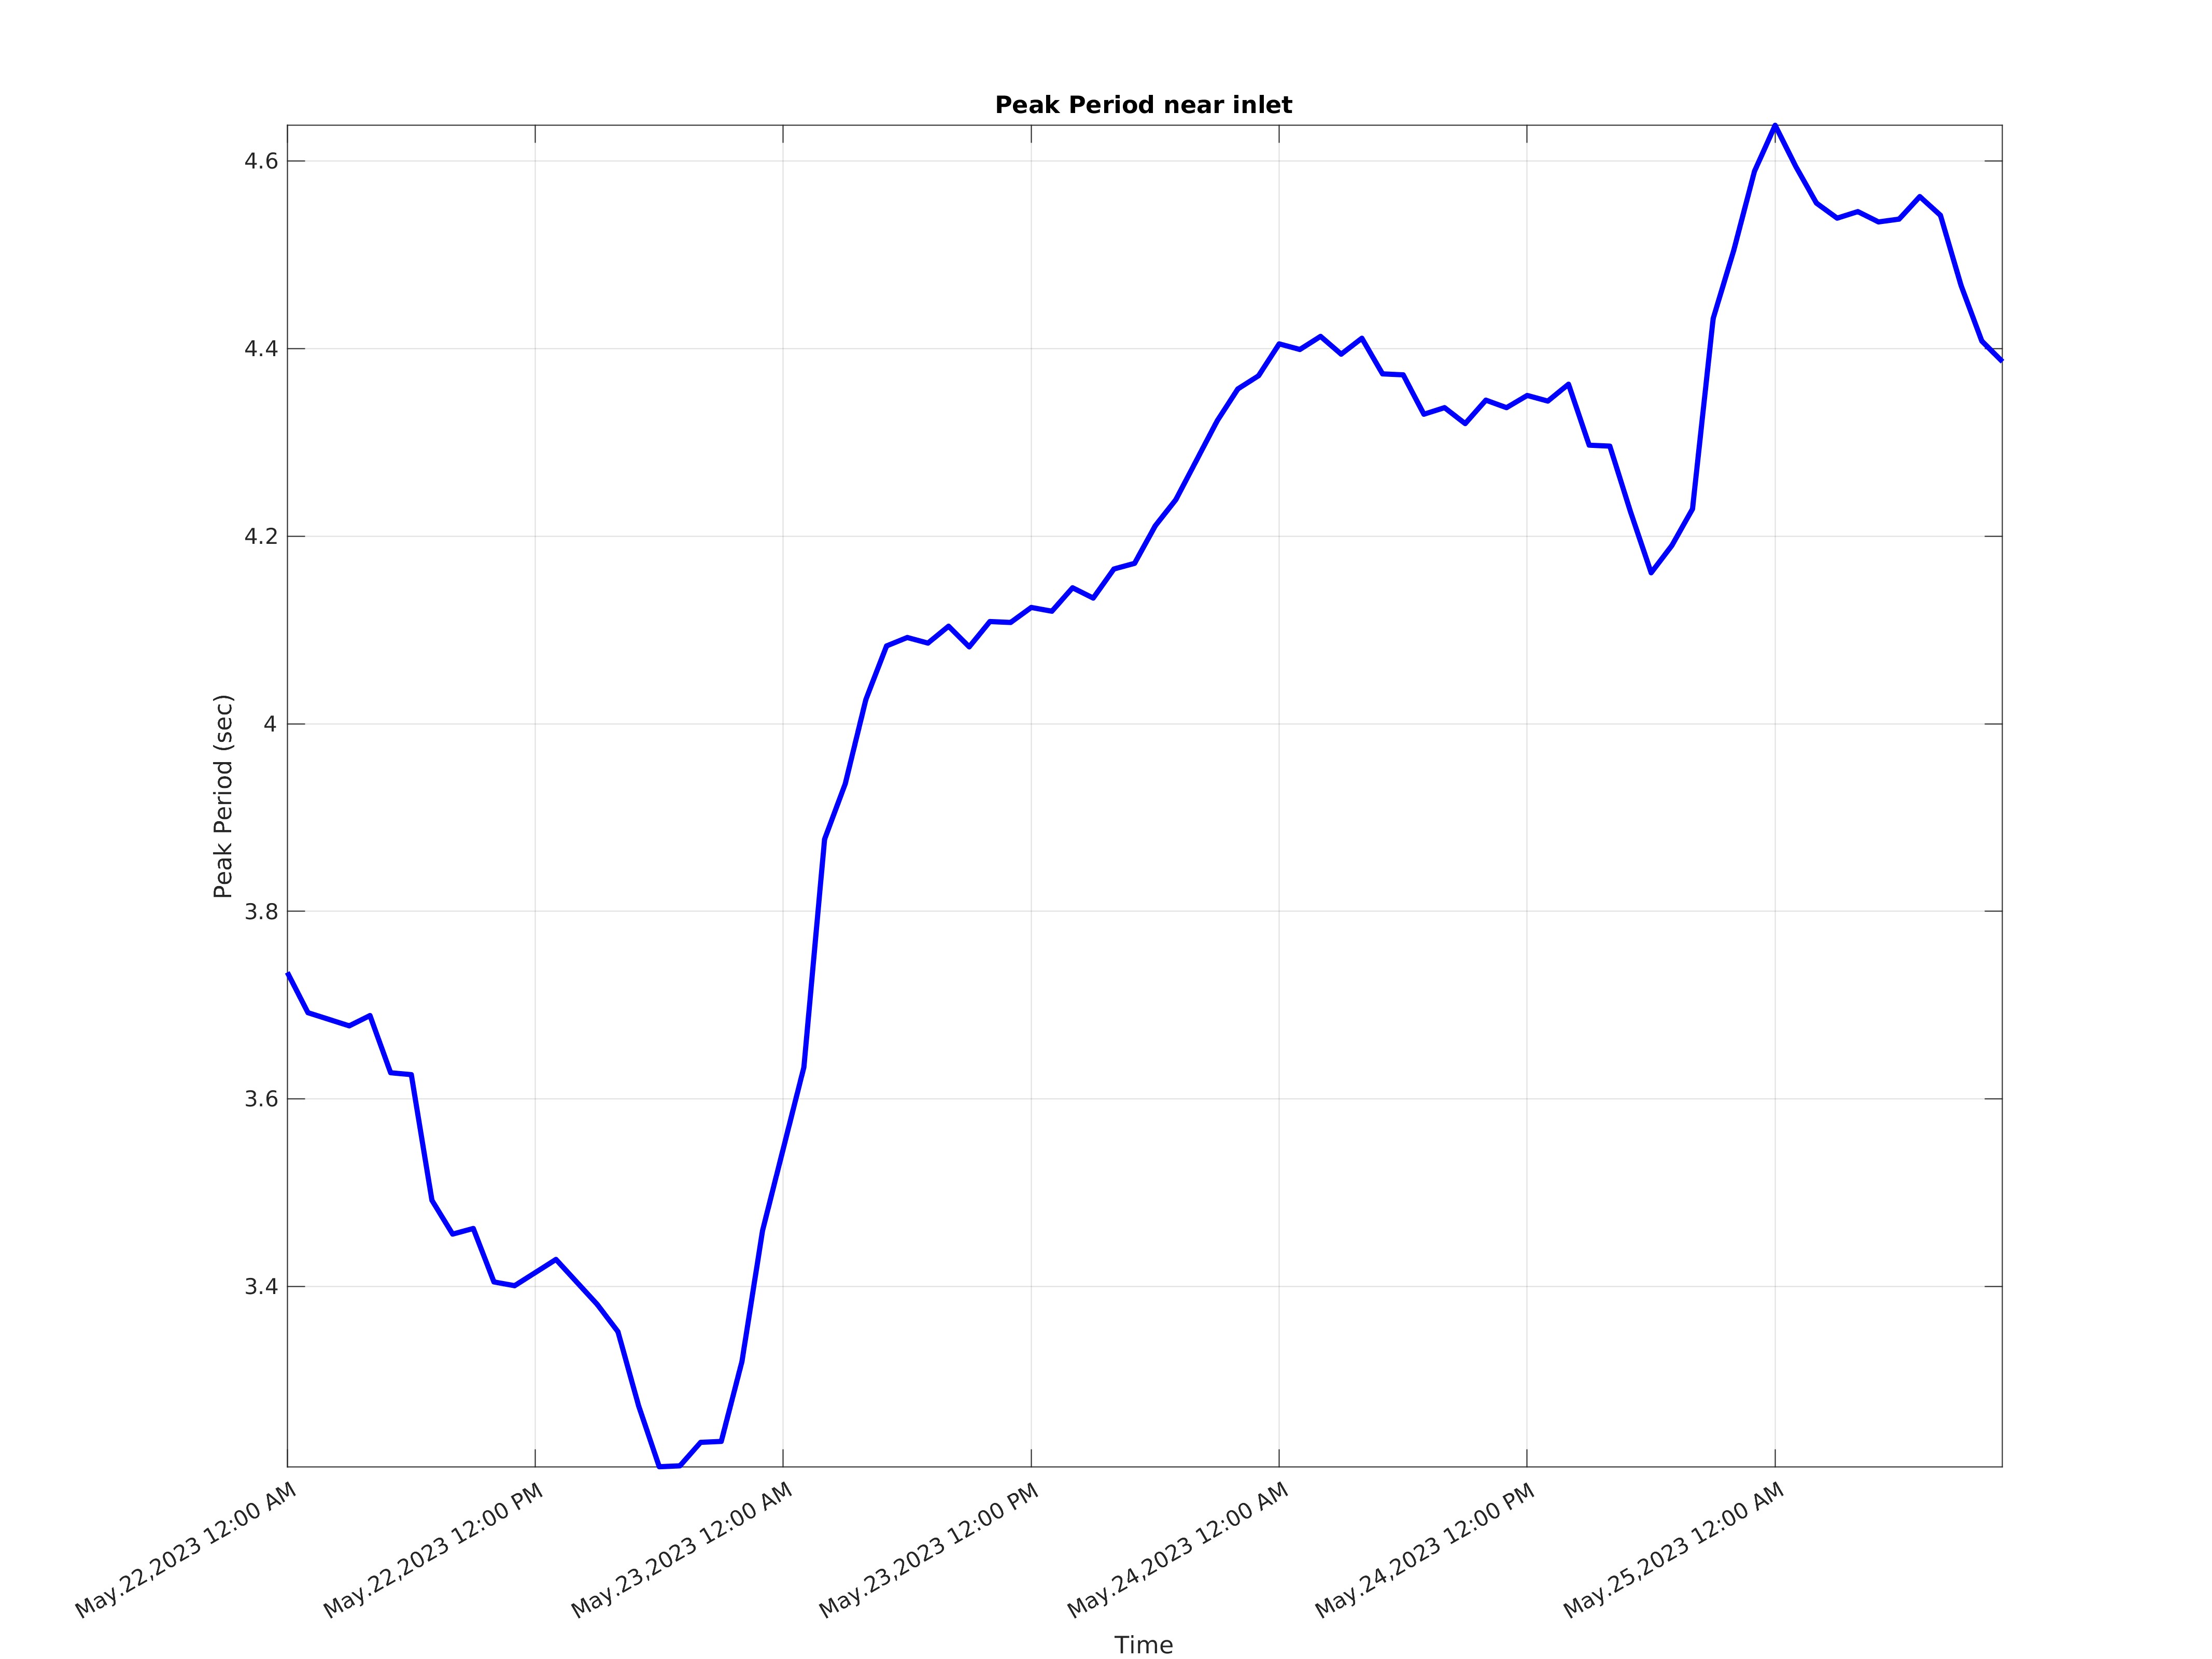 Peak Period near inlet
4.6
4.4
4.2
4
3.8
3.6
3.4
Peak Period (sec)
May.22,2023 12:00 AM
May.22,2023 12:00 PM
May.23,2023 12:00 AM
May.23,2023 12:00 PM
May.24,2023 12:00 AM
May.24,2023 12:00 PM
May.25,2023 12:00 AM
Time